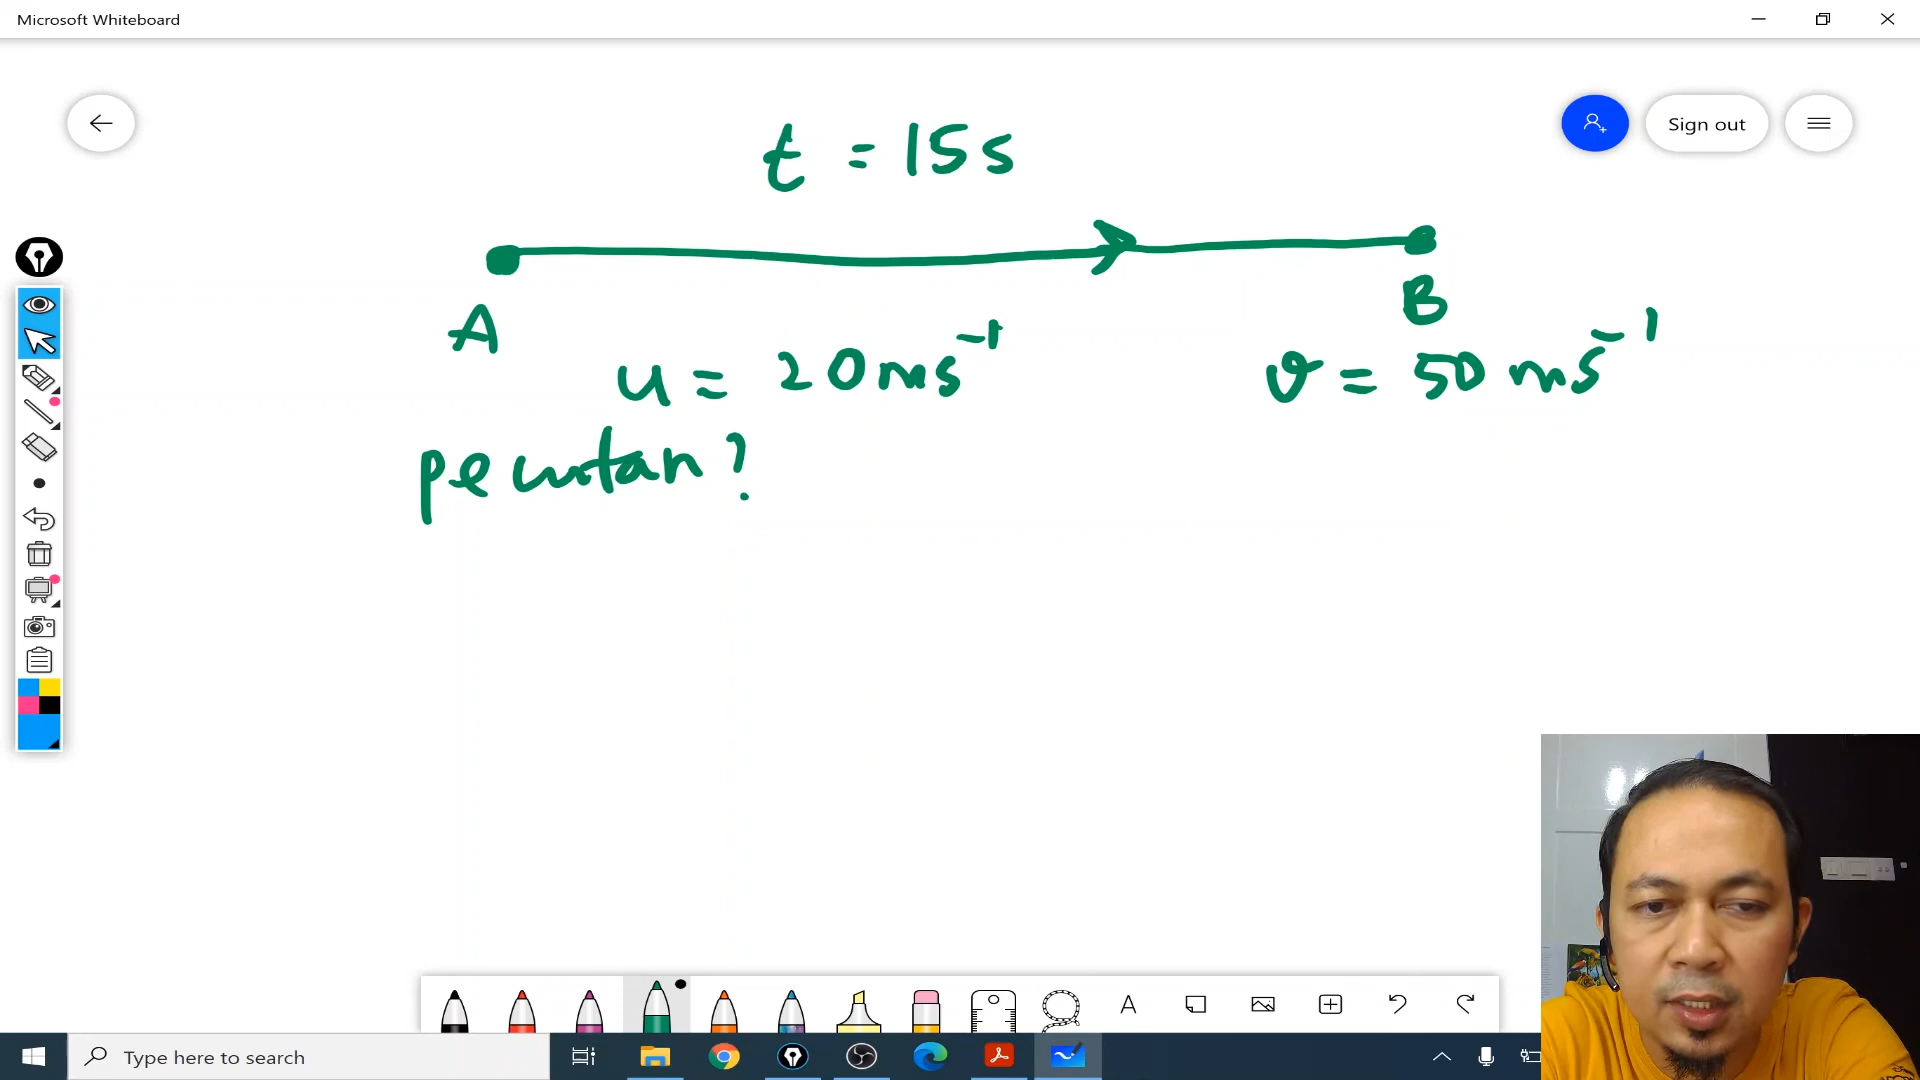 Microsoft Whiteboard
Sign out
t = 15s
A
B
u = 20ms⁻¹
v = 50 ms⁻¹
pecutan?
A
Type here to search